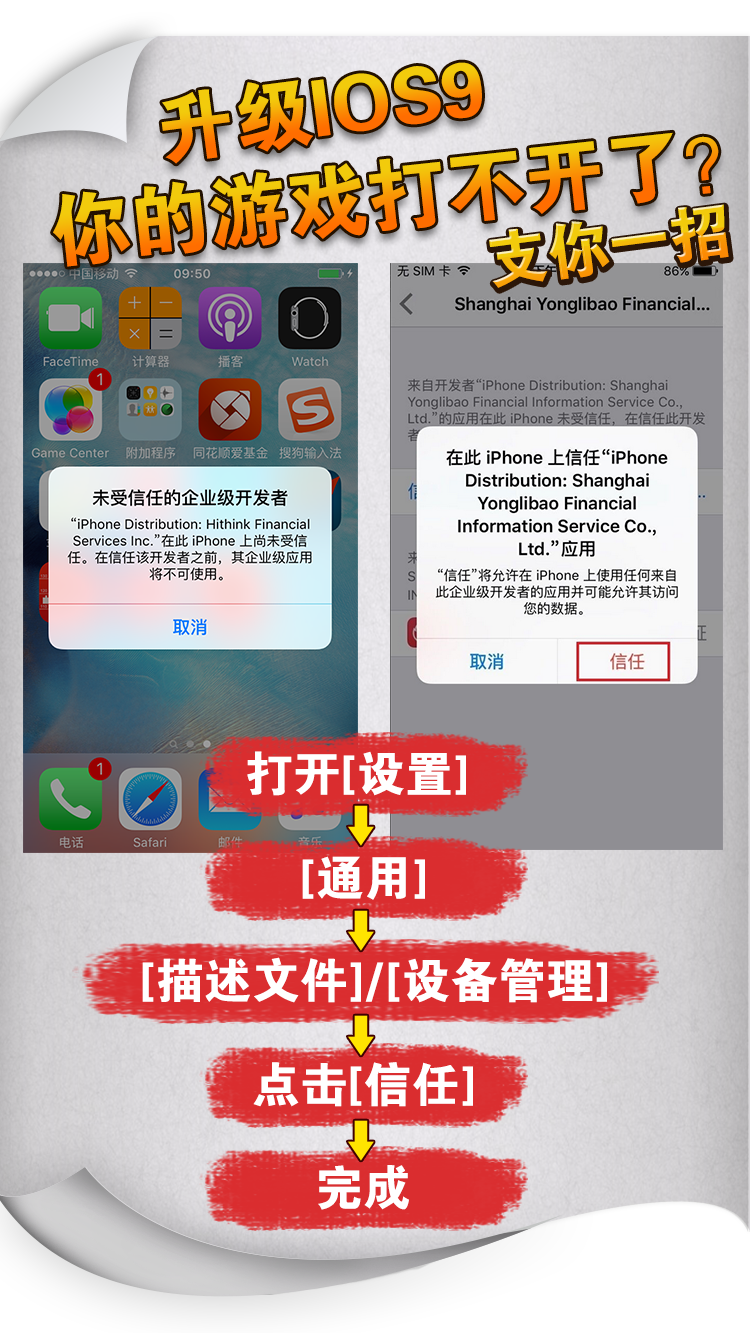 升级IOS9
你的游戏打不开了?
支你一招
中国移动
09:50
FaceTime
计算器
播客
Watch
1
Game Center
附加程序
同花顺爱基金
搜狗输入法
未受信任的企业级开发者
“iPhone Distribution: Hithink Financial
Services Inc.”在此 iPhone 上尚未受信
任。在信任该开发者之前，其企业级应用
将不可使用。
取消
1
电话
Safari
邮件
音乐
无 SIM 卡
86%
Shanghai Yonglibao Financial...
来自开发者“iPhone Distribution: Shanghai
Yonglibao Financial Information Service Co.,
Ltd.”的应用在此 iPhone 未受信任，在信任此开发
在此 iPhone 上信任“iPhone
Distribution: Shanghai
Yonglibao Financial
Information Service Co.,
Ltd.”应用
“信任”将允许在 iPhone 上使用任何来自
此企业级开发者的应用并可能允许其访问
您的数据。
取消
信任
打开[设置]
[通用]
[描述文件]/[设备管理]
点击[信任]
完成